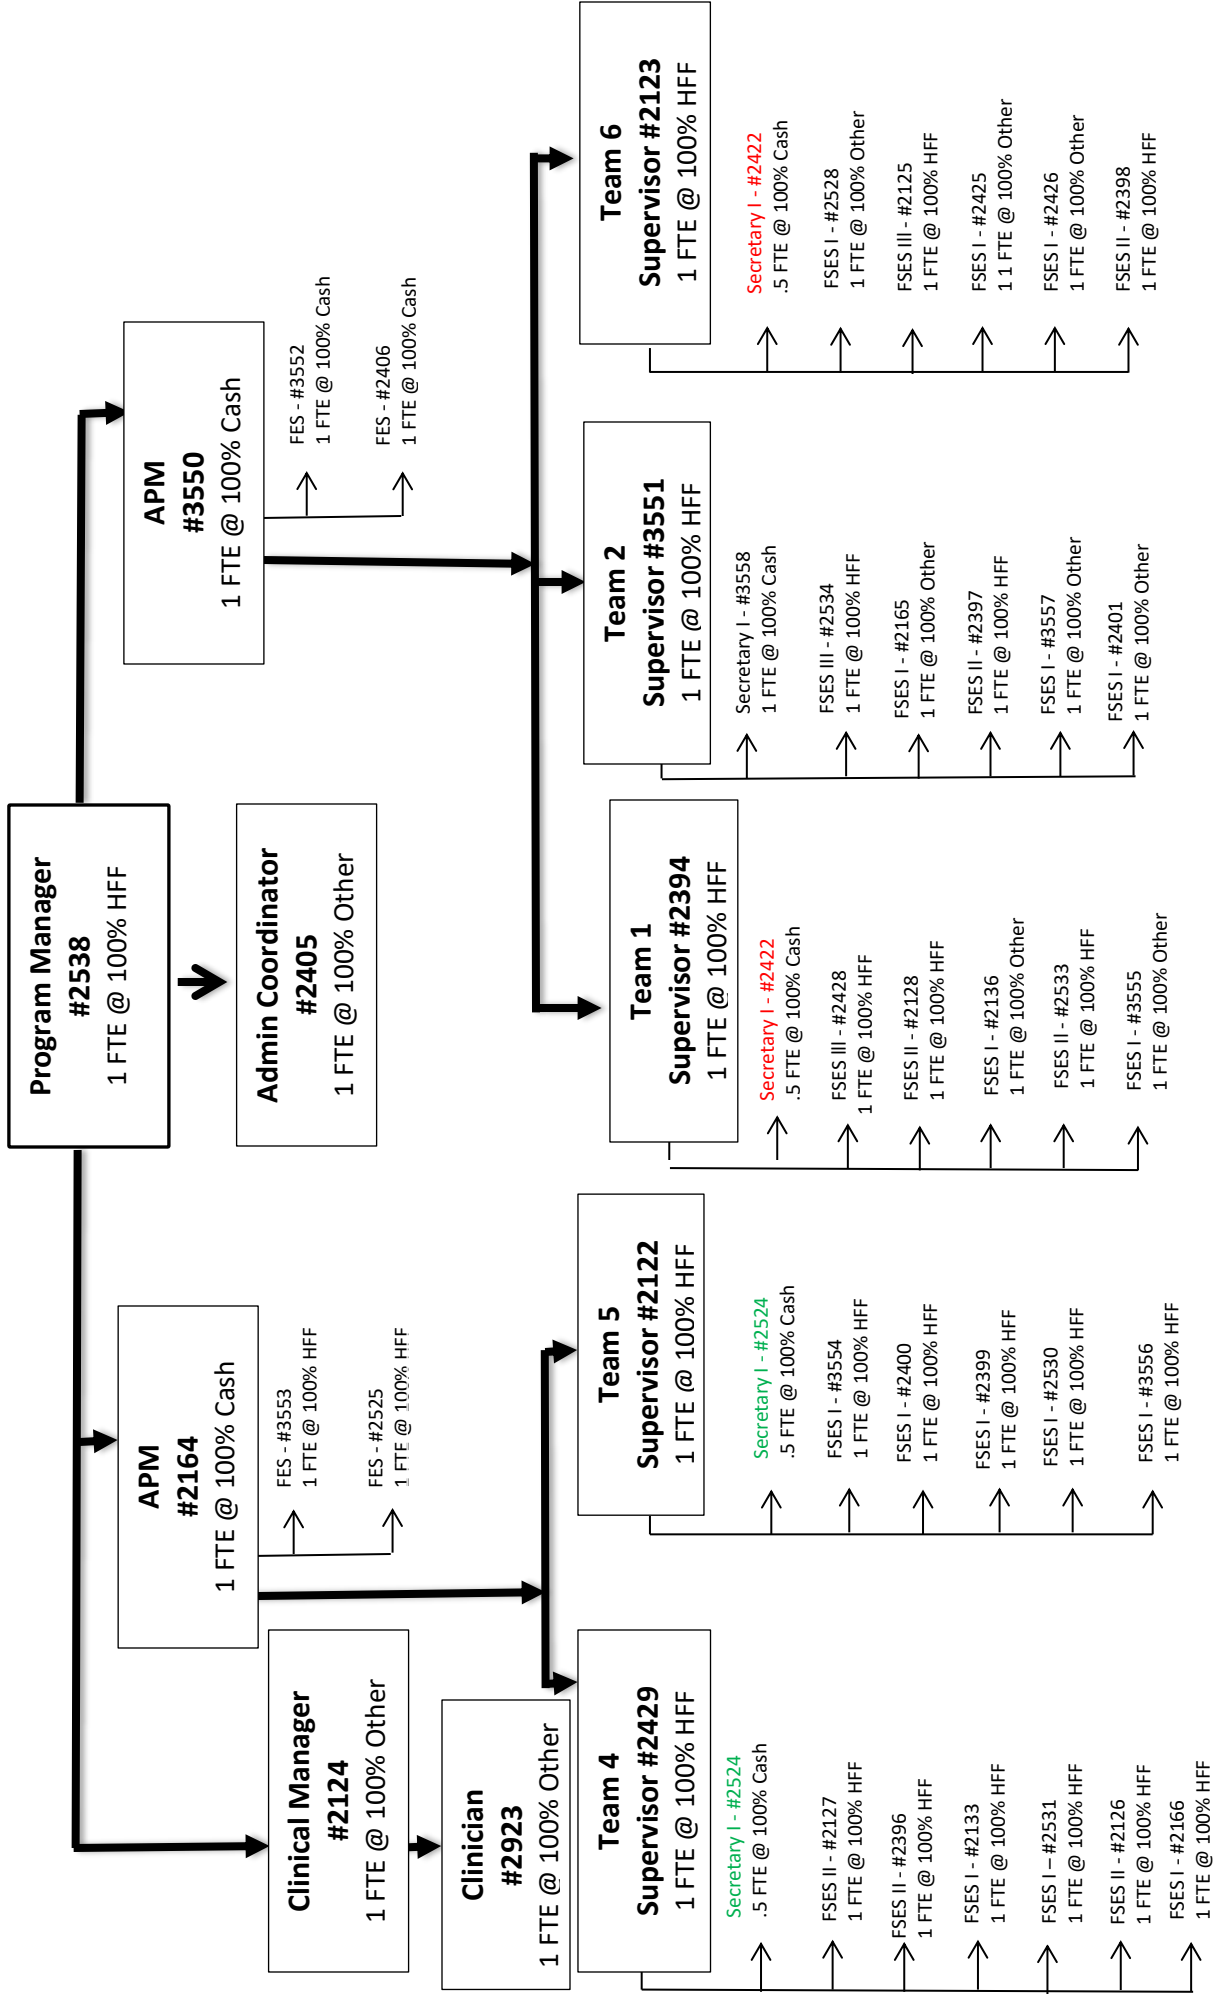 Program Manager
#2538
1 FTE @ 100% HFF
Admin Coordinator
#2405
1 FTE @ 100% Other
Clinical Manager
#2124
1 FTE @ 100% Other
Clinician
#2923
1 FTE @ 100% Other
APM
#2164
1 FTE @ 100% Cash
FES - #3553
1 FTE @ 100% HFF
FES - #2525
1 FTE @ 100% HFF
APM
#3550
1 FTE @ 100% Cash
FES - #3552
1 FTE @ 100% Cash
FES - #2406
1 FTE @ 100% Cash
Team 4
Supervisor #2429
1 FTE @ 100% HFF
Secretary I - #2524
.5 FTE @ 100% Cash
FSES II - #2127
1 FTE @ 100% HFF
FSES II - #2396
1 FTE @ 100% HFF
FSES I - #2133
1 FTE @ 100% HFF
FSES I – #2531
1 FTE @ 100% HFF
FSES II - #2126
1 FTE @ 100% HFF
FSES I - #2166
1 FTE @ 100% HFF
Team 5
Supervisor #2122
1 FTE @ 100% HFF
Secretary I - #2524
.5 FTE @ 100% Cash
FSES I - #3554
1 FTE @ 100% HFF
FSES I - #2400
1 FTE @ 100% HFF
FSES I - #2399
1 FTE @ 100% HFF
FSES I - #2530
1 FTE @ 100% HFF
FSES I - #3556
1 FTE @ 100% HFF
Team 1
Supervisor #2394
1 FTE @ 100% HFF
Secretary I - #2422
.5 FTE @ 100% Cash
FSES III - #2428
1 FTE @ 100% HFF
FSES II - #2128
1 FTE @ 100% HFF
FSES I - #2136
1 FTE @ 100% Other
FSES II - #2533
1 FTE @ 100% HFF
FSES I - #3555
1 FTE @ 100% Other
Team 2
Supervisor #3551
1 FTE @ 100% HFF
Secretary I - #3558
1 FTE @ 100% Cash
FSES III - #2534
1 FTE @ 100% HFF
FSES I - #2165
1 FTE @ 100% Other
FSES II - #2397
1 FTE @ 100% HFF
FSES I - #3557
1 FTE @ 100% Other
FSES I - #2401
1 FTE @ 100% Other
Team 6
Supervisor #2123
1 FTE @ 100% HFF
Secretary I - #2422
.5 FTE @ 100% Cash
FSES I - #2528
1 FTE @ 100% Other
FSES III - #2125
1 FTE @ 100% HFF
FSES I - #2425
1 1 FTE @ 100% Other
FSES I - #2426
1 FTE @ 100% Other
FSES II - #2398
1 FTE @ 100% HFF